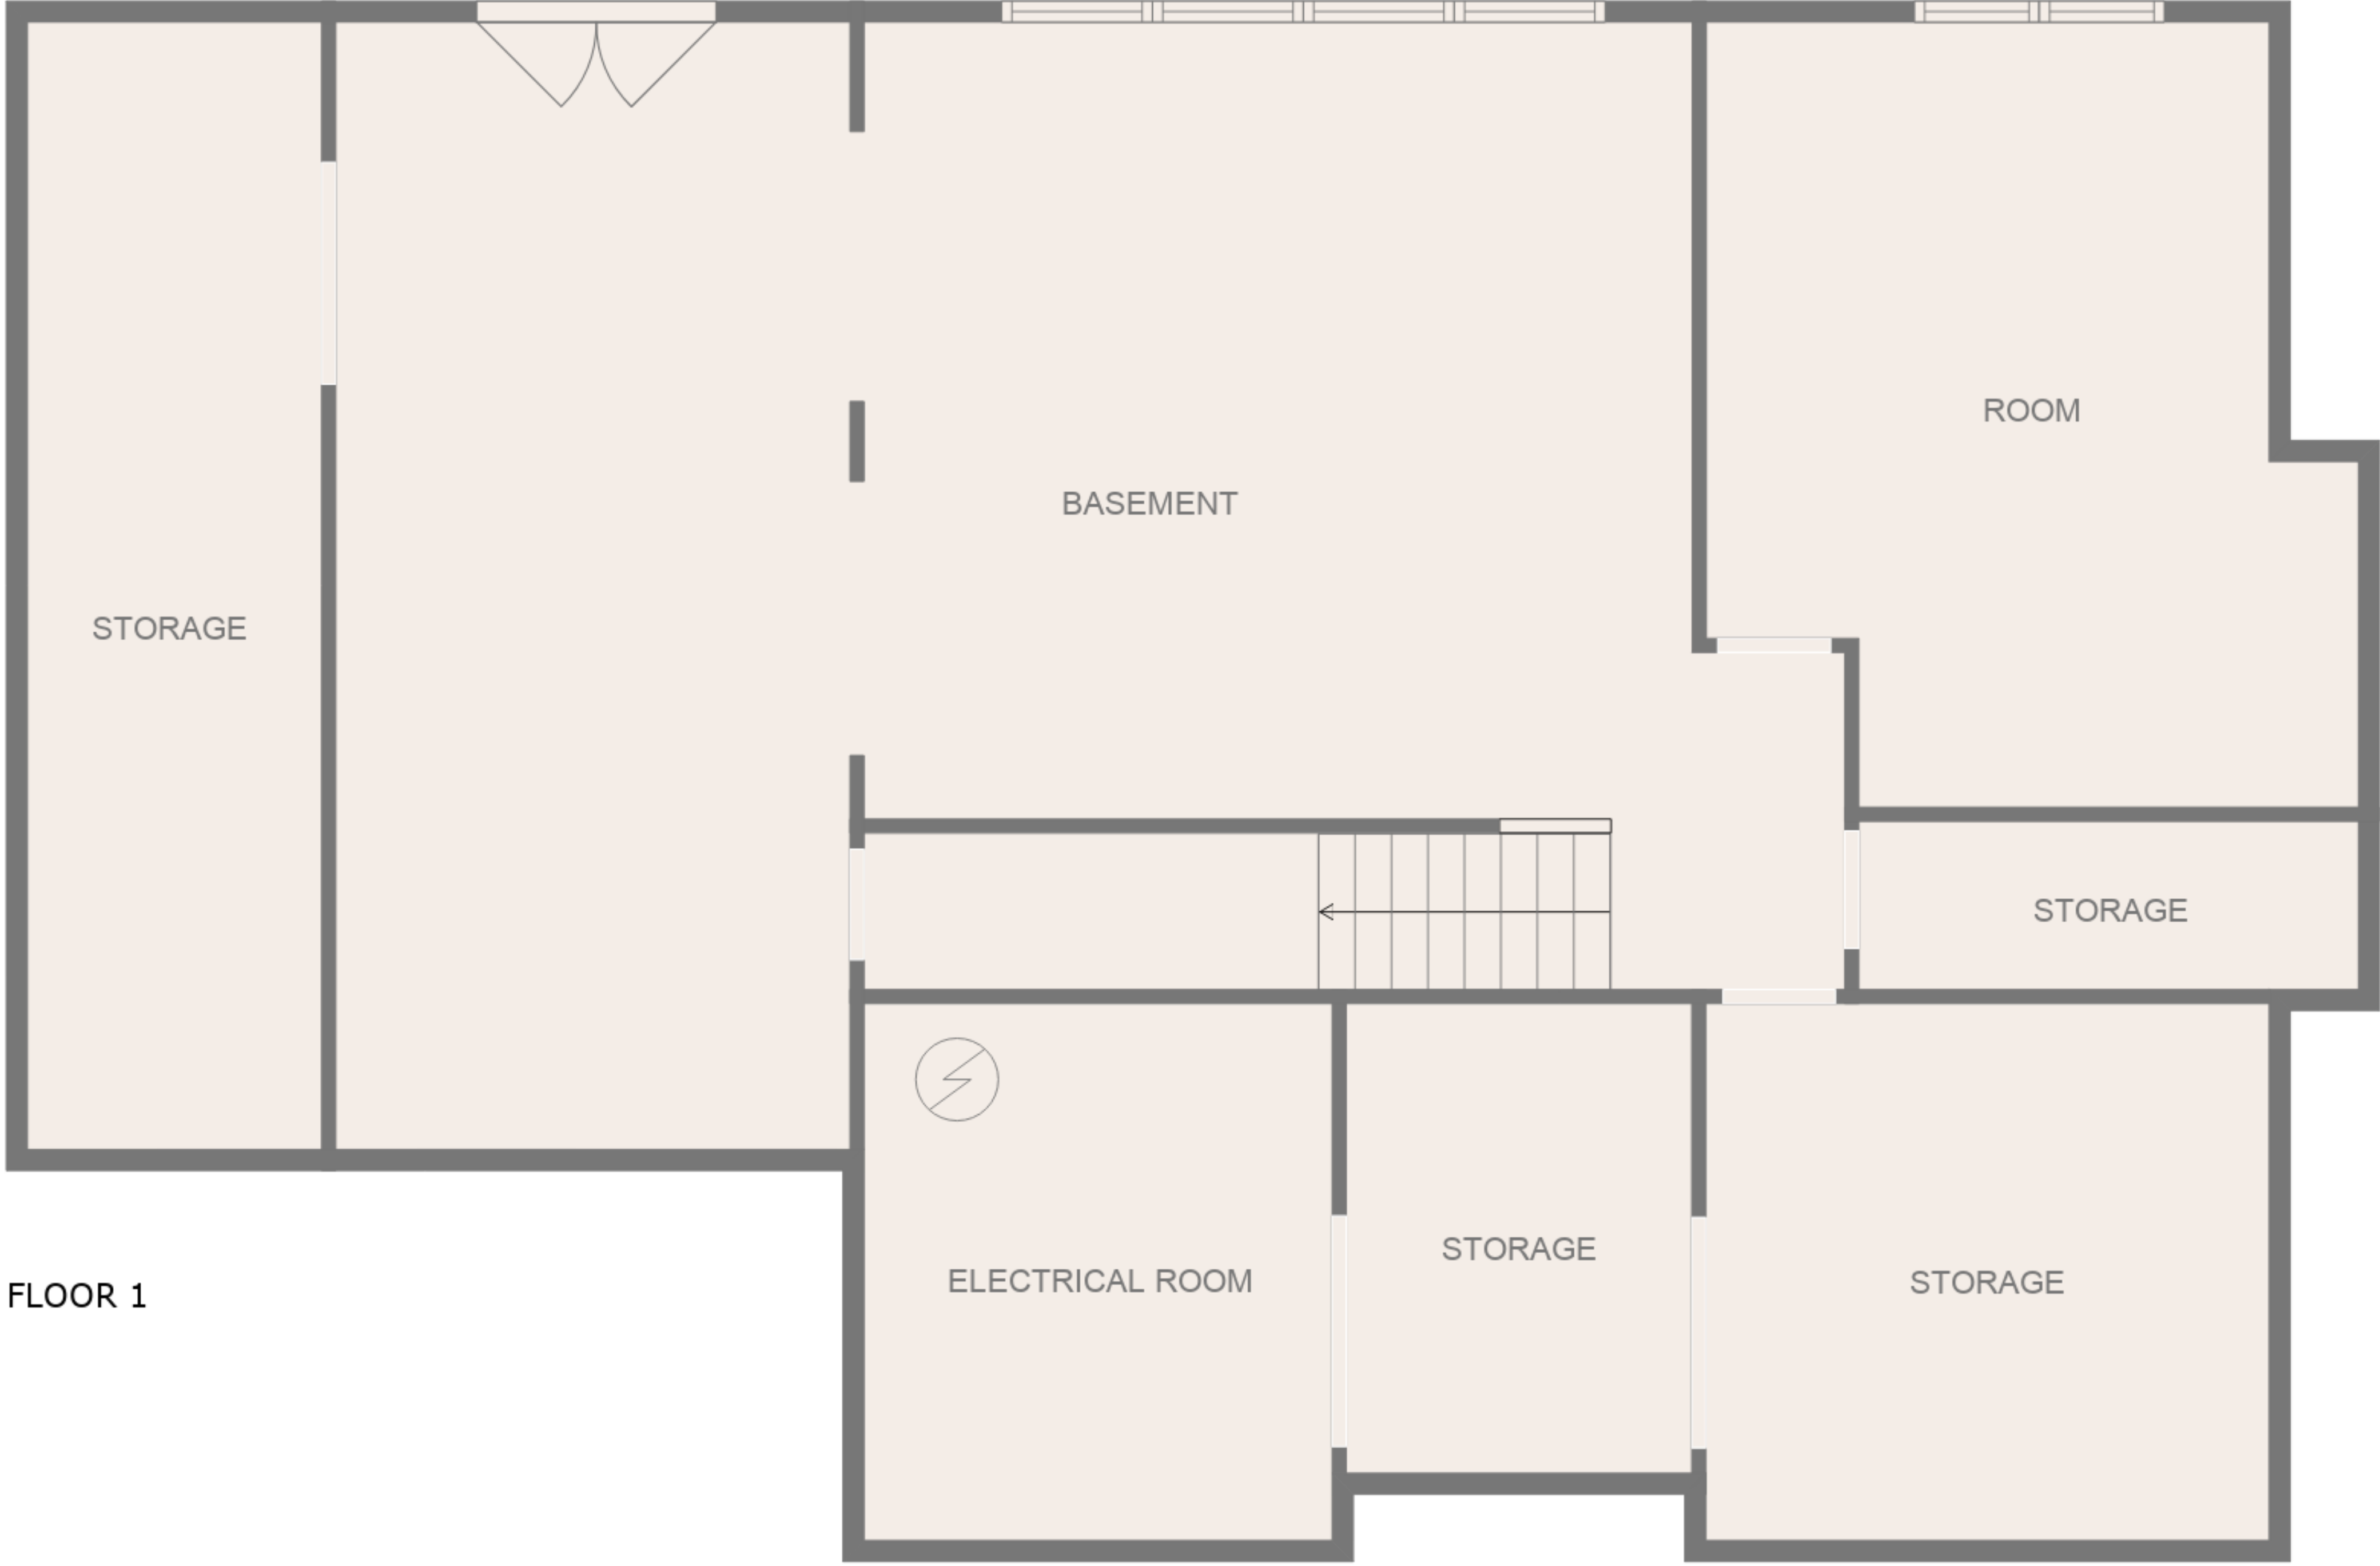 ROOM
BASEMENT
STORAGE
STORAGE
STORAGE
ELECTRICAL ROOM
STORAGE
FLOOR 1